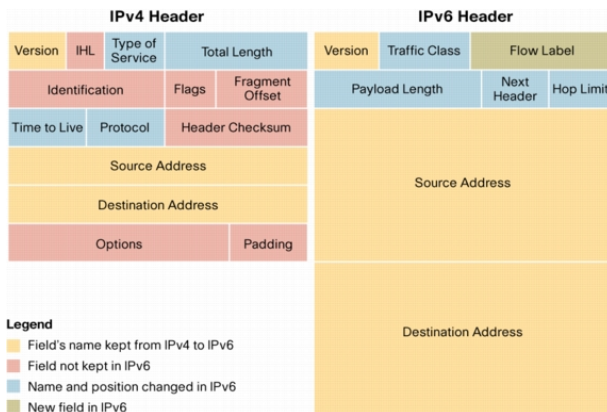 IPv4 Header
Version
IHL
Type of
Service
Total Length
Identification
Flags
Fragment
Offset
Time to Live
Protocol
Header Checksum
Source Address
Destination Address
Options
Padding
IPv6 Header
Version
Traffic Class
Flow Label
Payload Length
Next
Header
Hop Limit
Source Address
Destination Address
Legend
Field's name kept from IPv4 to IPv6
Field not kept in IPv6
Name and position changed in IPv6
New field in IPv6